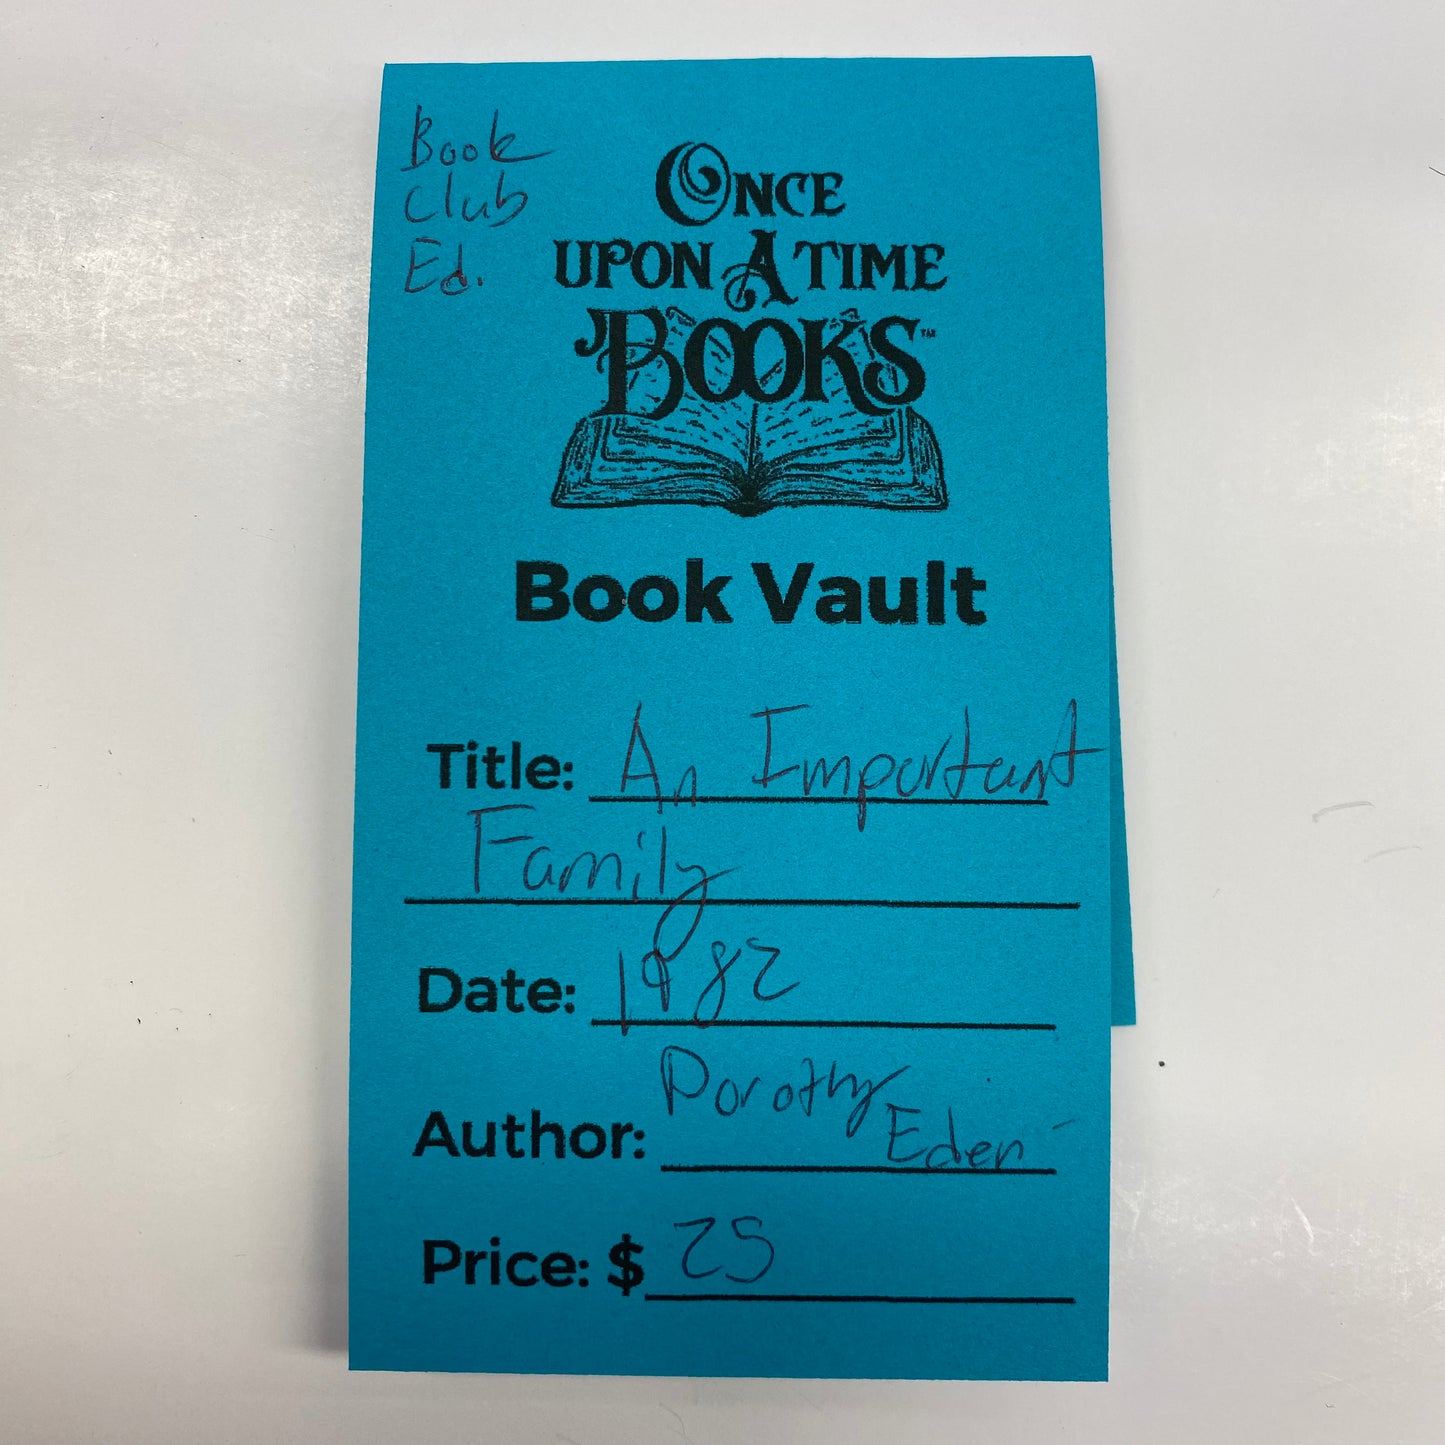 Book
Club
Ed.
ONCE
UPON A TIME
BOOKS™
Book Vault
Title: An Important
Family
Date: 1982
Author: Dorothy
Eden
Price: $ 25